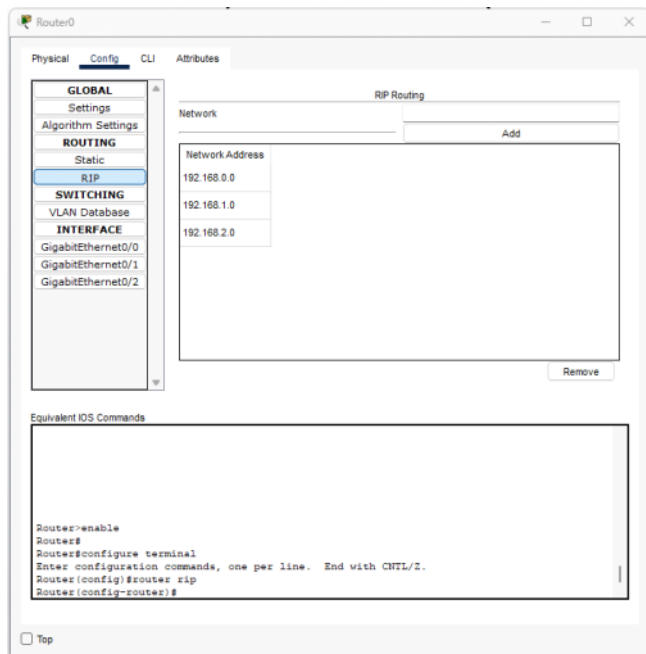 Router0
Physical Config CLI Attributes
GLOBAL
Settings
Algorithm Settings
ROUTING
Static
RIP
SWITCHING
VLAN Database
INTERFACE
GigabitEthernet0/0
GigabitEthernet0/1
GigabitEthernet0/2
RIP Routing
Network
Add
Network Address
192.168.0.0
192.168.1.0
192.168.2.0
Remove
Equivalent IOS Commands
Router>enable
Router#
Router#configure terminal
Enter configuration commands, one per line. End with CNTL/Z.
Router(config)#router rip
Router(config-router)#
Top